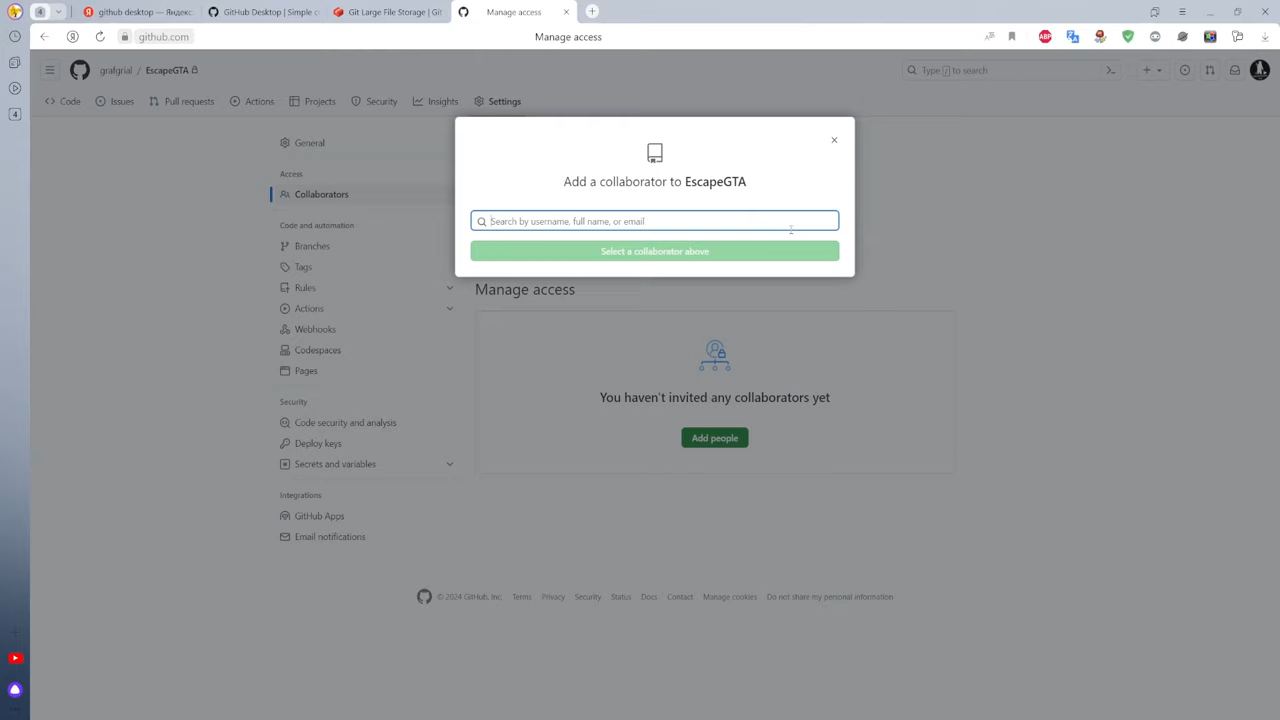 4
github desktop — Яндекс
GitHub Desktop | Simple c
Git Large File Storage | Git
Manage access
github.com
Manage access
ABP
grafgrial / EscapeGTA
Type / to search
Code
Issues
Pull requests
Actions
Projects
Security
Insights
Settings
4
General
Access
Collaborators
Code and automation
Branches
Tags
Rules
Actions
Webhooks
Codespaces
Pages
Security
Code security and analysis
Deploy keys
Secrets and variables
Integrations
GitHub Apps
Email notifications
Add a collaborator to EscapeGTA
Search by username, full name, or email
Select a collaborator above
Manage access
You haven't invited any collaborators yet
Add people
© 2024 GitHub, Inc.
Terms
Privacy
Security
Status
Docs
Contact
Manage cookies
Do not share my personal information